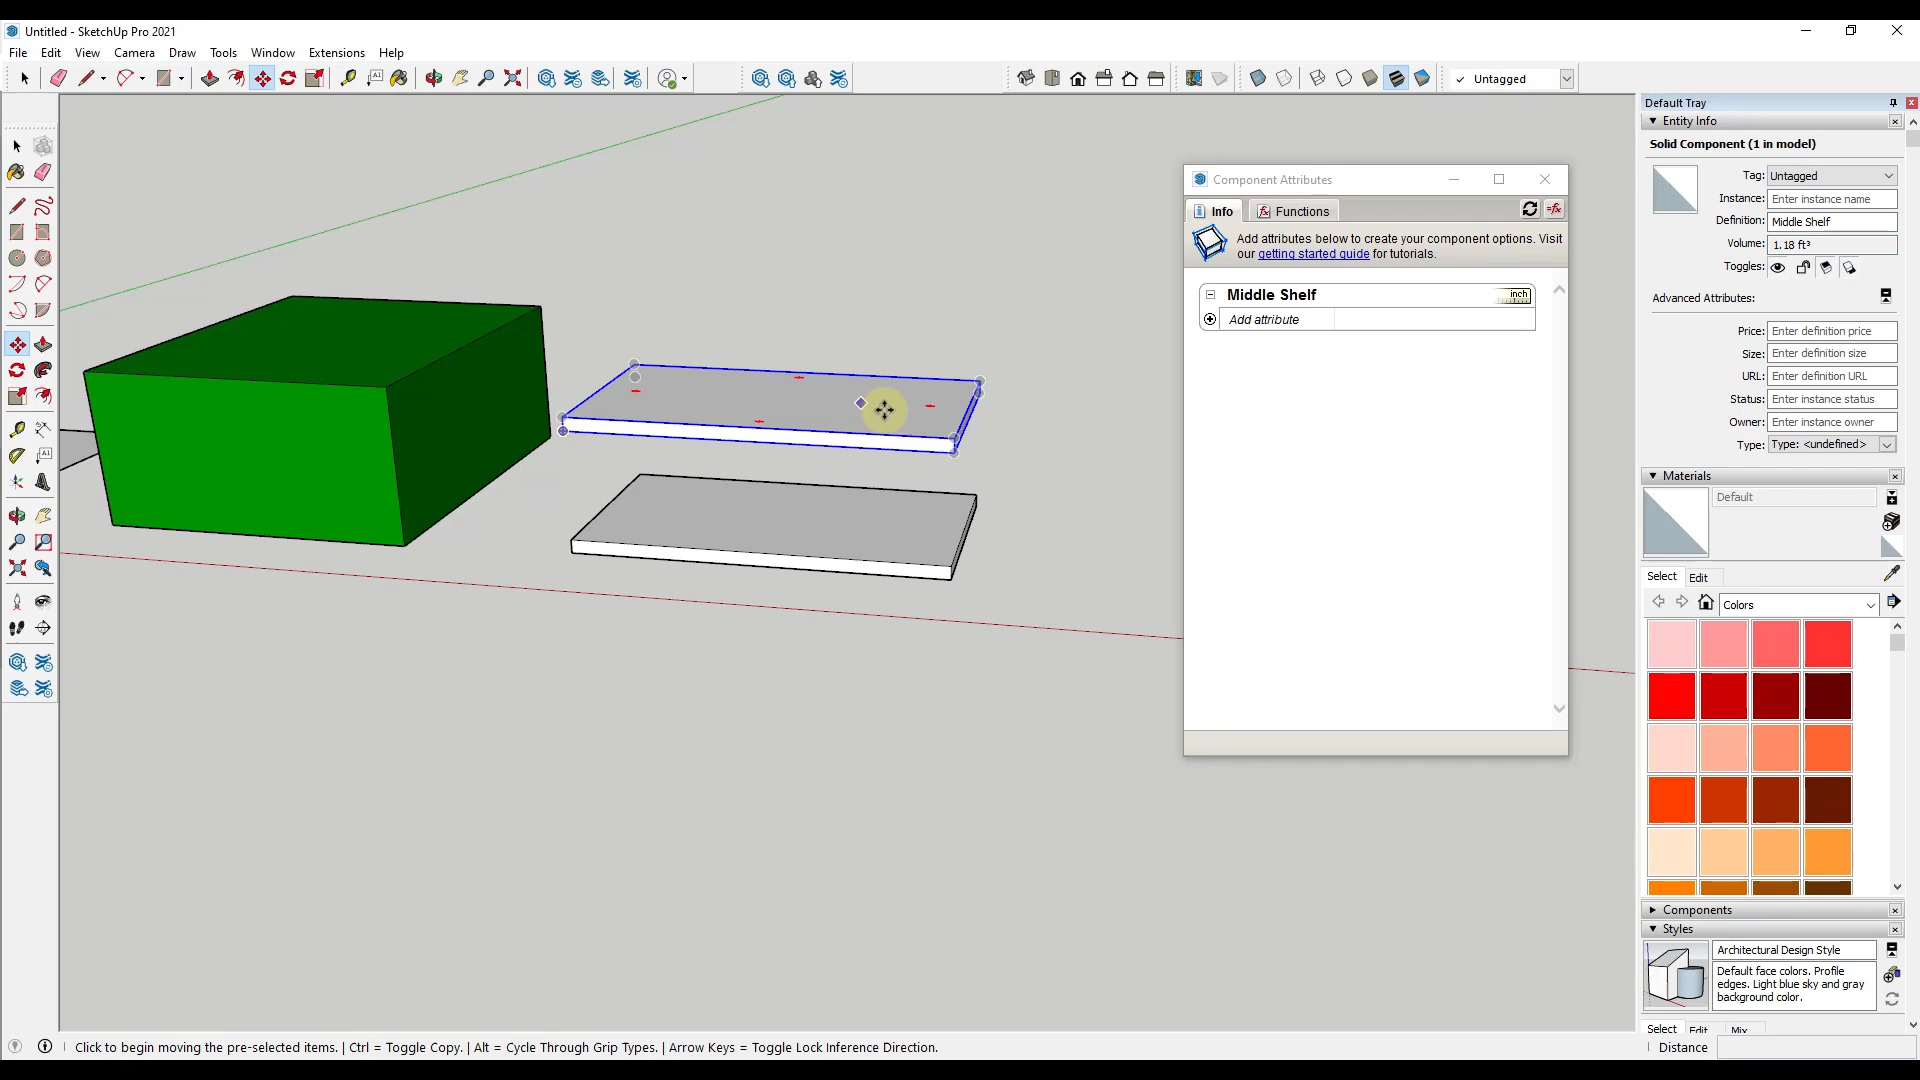 Untitled - SketchUp Pro 2021
File Edit View Camera Draw Tools Window Extensions Help
Untagged
Default Tray
Entity Info
Solid Component (1 in model)
Tag: Untagged
Instance: Enter instance name
Definition: Middle Shelf
Volume: 1.18 ft³
Toggles:
Advanced Attributes:
Price: Enter definition price
Size: Enter definition size
URL: Enter definition URL
Status: Enter instance status
Owner: Enter instance owner
Type: Type: <undefined>
Materials
Default
Select Edit
Colors
Components
Styles
Architectural Design Style
Default face colors. Profile
edges. Light blue sky and gray
background color.
Select Edit Mix
Component Attributes
Info Functions
Add attributes below to create your component options. Visit
our getting started guide for tutorials.
Middle Shelf inch
Add attribute
Click to begin moving the pre-selected items. | Ctrl = Toggle Copy. | Alt = Cycle Through Grip Types. | Arrow Keys = Toggle Lock Inference Direction.
Distance